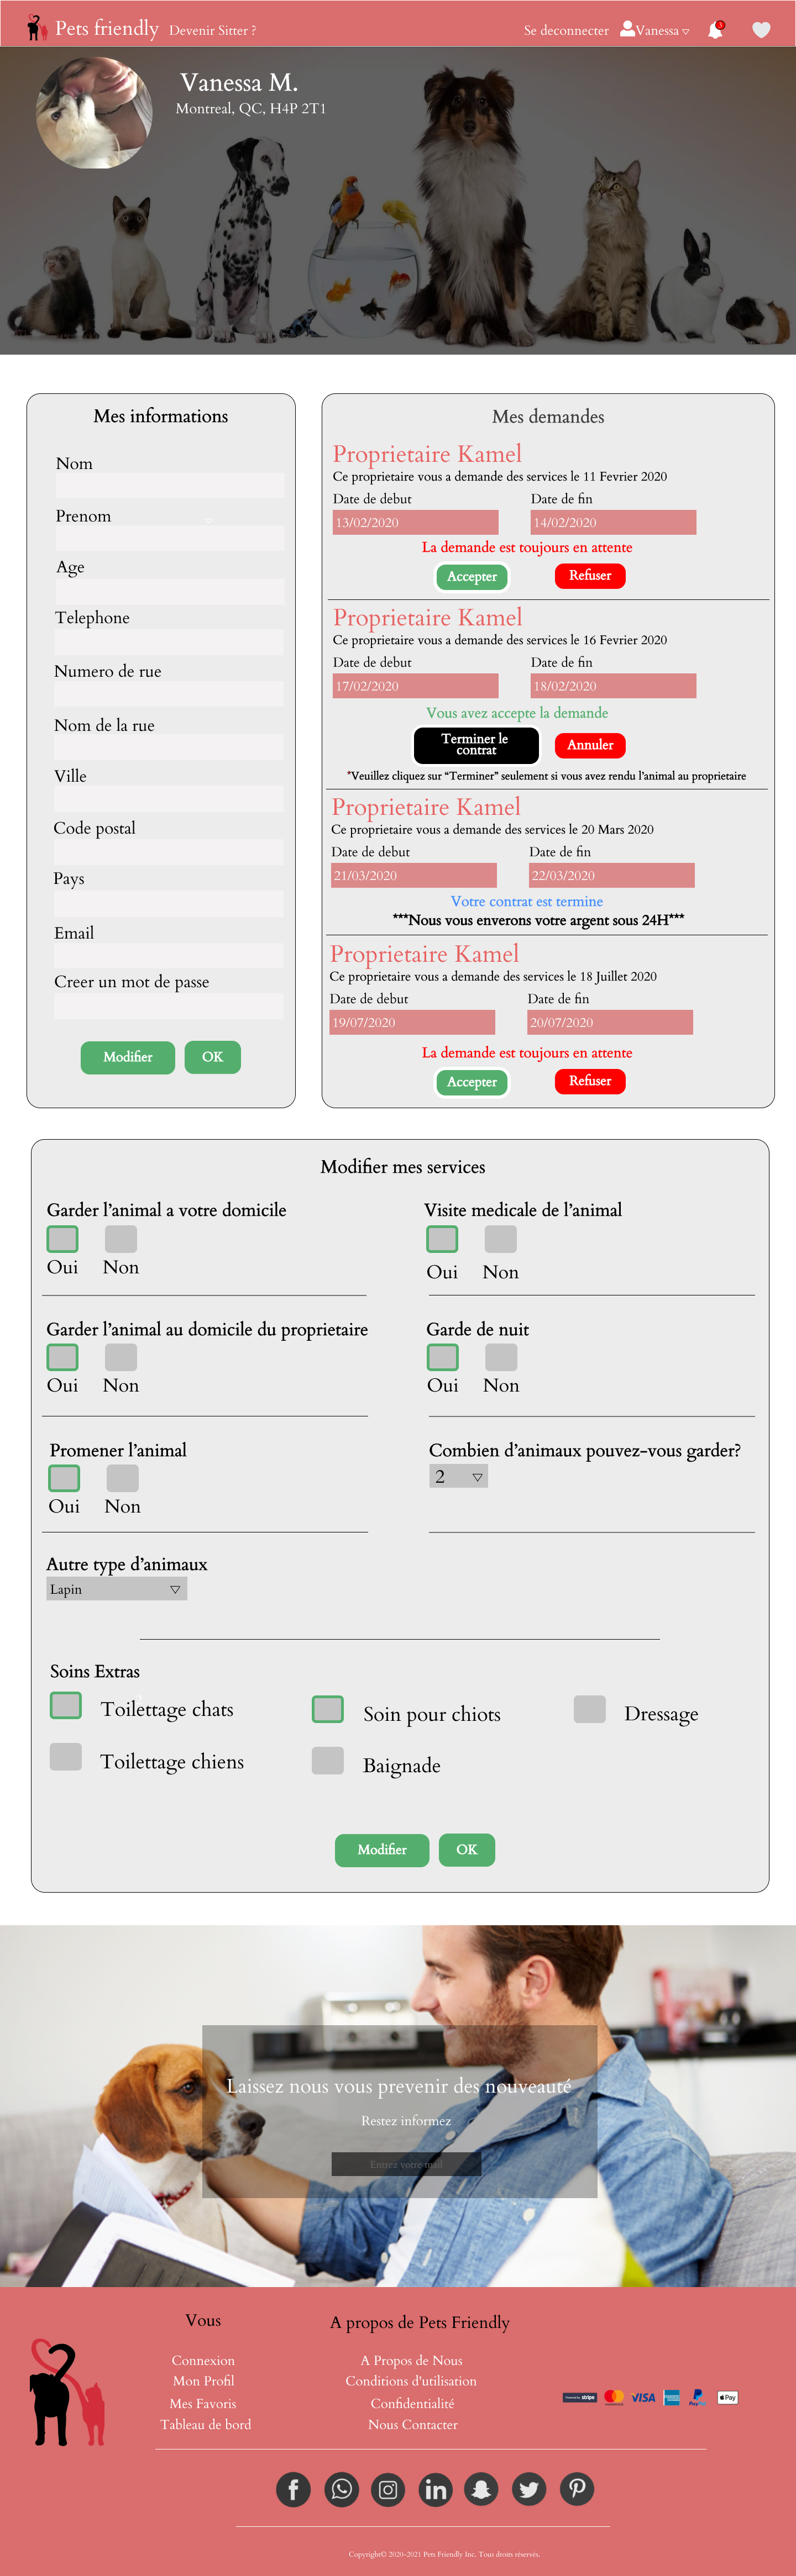 Pets friendly Devenir Sitter ? Se deconnecter Vanessa 3
Vanessa M.
Montreal, QC, H4P 2T1
Mes informations
Nom
Prenom
Age
Telephone
Numero de rue
Nom de la rue
Ville
Code postal
Pays
Email
Creer un mot de passe
Modifier OK
Mes demandes
Proprietaire Kamel
Ce proprietaire vous a demande des services le 11 Fevrier 2020
Date de debut Date de fin
13/02/2020 14/02/2020
La demande est toujours en attente
Accepter Refuser
Proprietaire Kamel
Ce proprietaire vous a demande des services le 16 Fevrier 2020
Date de debut Date de fin
17/02/2020 18/02/2020
Vous avez accepte la demande
Terminer le
contrat
Annuler
*Veuillez cliquez sur “Terminer” seulement si vous avez rendu l’animal au proprietaire
Proprietaire Kamel
Ce proprietaire vous a demande des services le 20 Mars 2020
Date de debut Date de fin
21/03/2020 22/03/2020
Votre contrat est termine
***Nous vous enverons votre argent sous 24H***
Proprietaire Kamel
Ce proprietaire vous a demande des services le 18 Juillet 2020
Date de debut Date de fin
19/07/2020 20/07/2020
La demande est toujours en attente
Accepter Refuser
Modifier mes services
Garder l’animal a votre domicile
Oui Non
Visite medicale de l’animal
Oui Non
Garder l’animal au domicile du proprietaire
Oui Non
Garde de nuit
Oui Non
Promener l’animal
Oui Non
Combien d’animaux pouvez-vous garder?
2
Autre type d’animaux
Lapin
Soins Extras
Toilettage chats Soin pour chiots Dressage
Toilettage chiens Baignade
Modifier OK
Laissez nous vous prevenir des nouveauté
Restez informez
Entrez votre mail
Vous
Connexion
Mon Profil
Mes Favoris
Tableau de bord
A propos de Pets Friendly
A Propos de Nous
Conditions d'utilisation
Confidentialité
Nous Contacter
stripe VISA PayPal Pay
Copyright© 2020-2021 Pets Friendly Inc. Tous droits réservés.